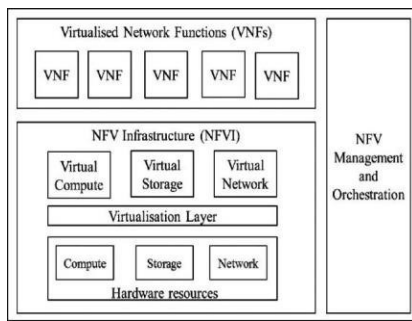 Virtualised Network Functions (VNFs)
VNF VNF VNF VNF VNF
NFV Infrastructure (NFVI)
Virtual Compute
Virtual Storage
Virtual Network
Virtualisation Layer
Compute Storage Network
Hardware resources
NFV
Management
and
Orchestration